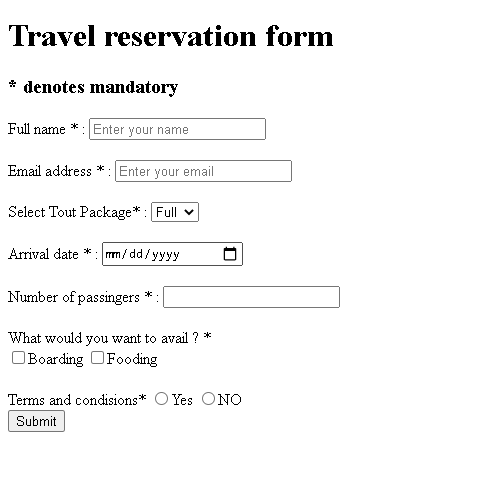 Travel reservation form
* denotes mandatory
Full name * : Enter your name
Email address * : Enter your email
Select Tout Package* : Full
Arrival date * : mm/dd/yyyy
Number of passingers * :
What would you want to avail ? *
Boarding Fooding
Terms and condisions* Yes NO
Submit